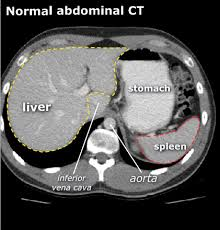 Normal abdominal CT
liver
stomach
spleen
inferior
vena cava
aorta